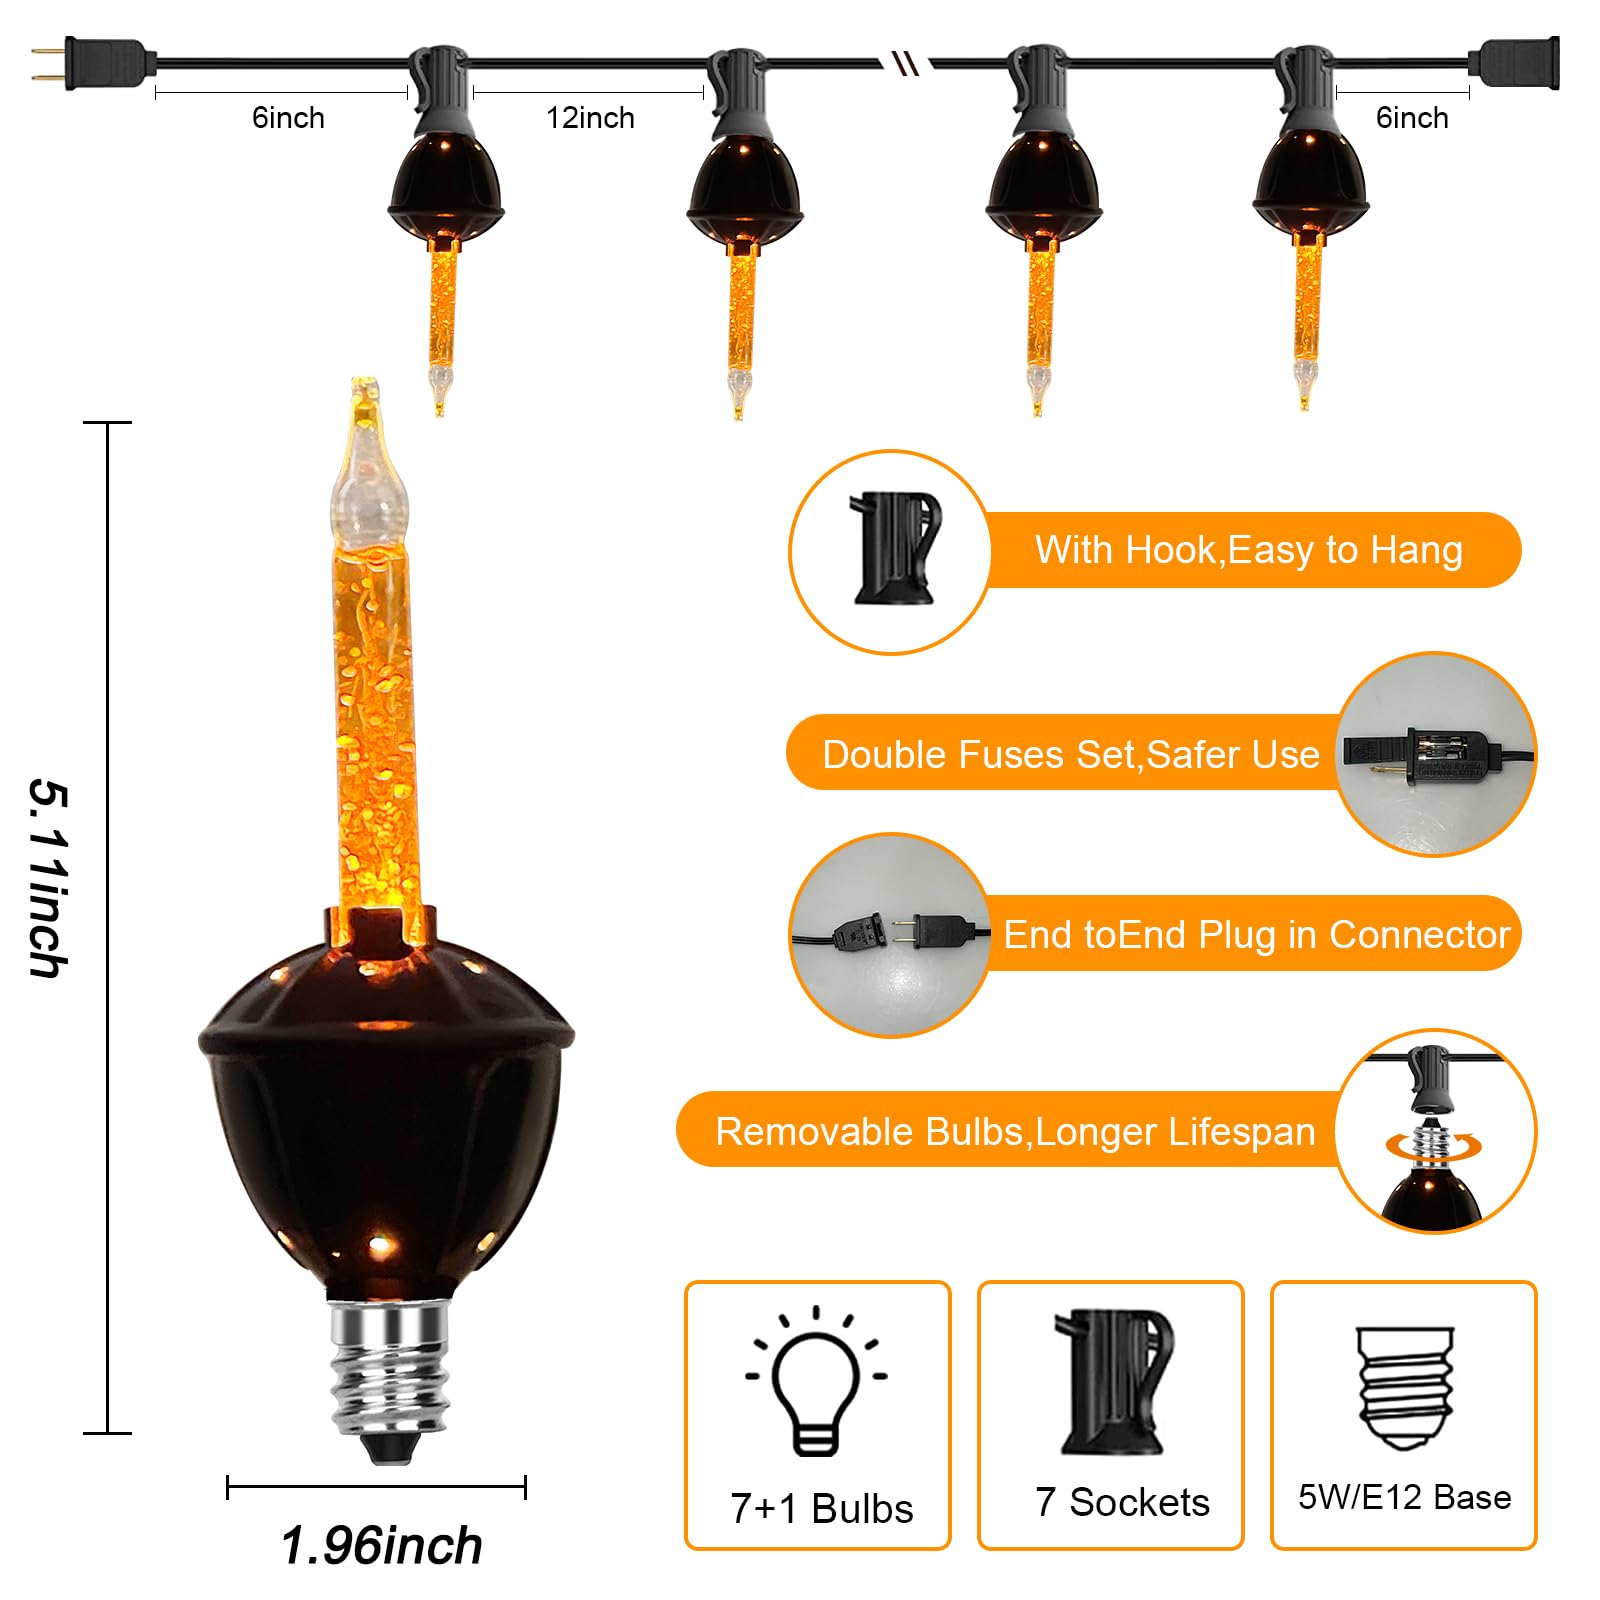 6inch
12inch
6inch
With Hook,Easy to Hang
Double Fuses Set,Safer Use
End toEnd Plug in Connector
Removable Bulbs,Longer Lifespan
5.11inch
1.96inch
7+1 Bulbs
7 Sockets
5W/E12 Base